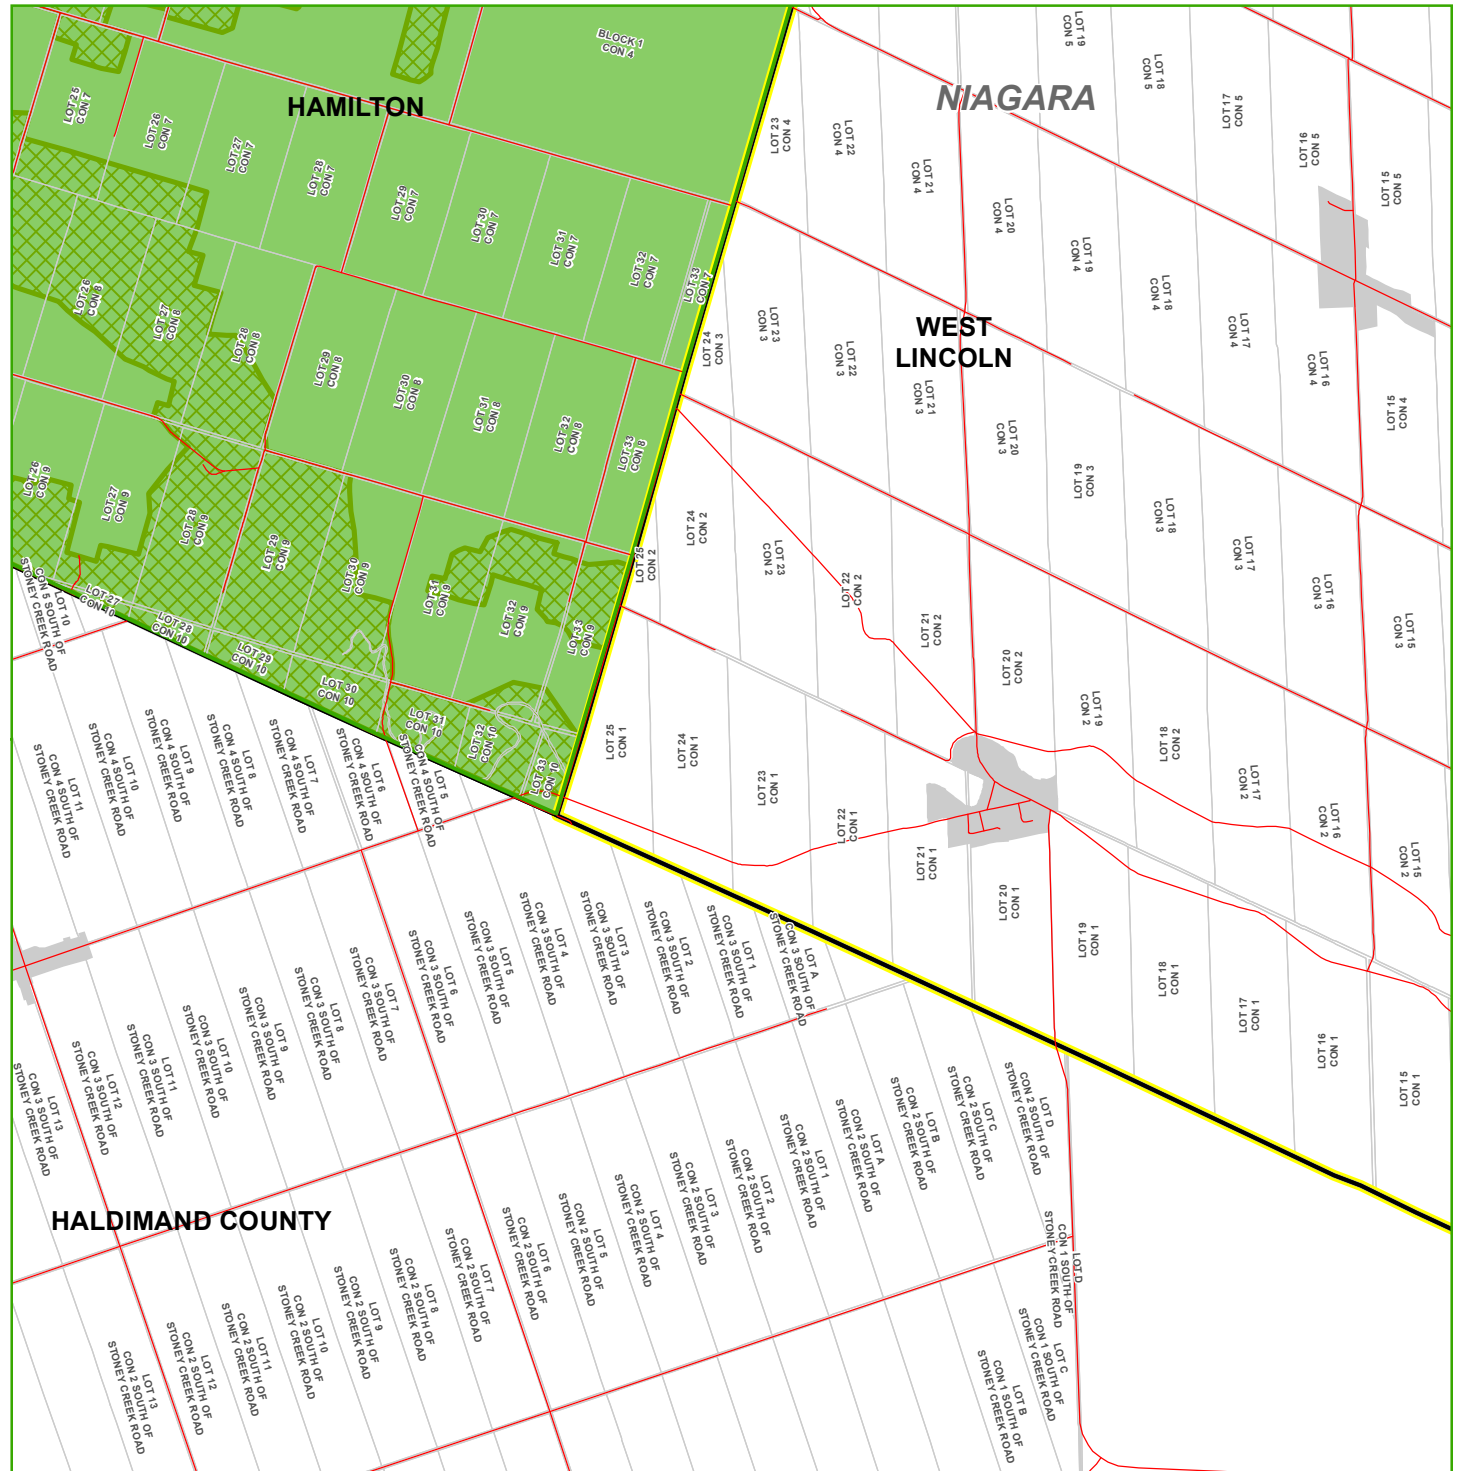 HAMILTON
NIAGARA
WEST
LINCOLN
HALDIMAND COUNTY
BLOCK 1
CON 4
LOT 25
CON 7
LOT 26
CON 7
LOT 27
CON 7
LOT 28
CON 7
LOT 29
CON 7
LOT 30
CON 7
LOT 31
CON 7
LOT 32
CON 7
LOT 33
CON 7
LOT 26
CON 8
LOT 27
CON 8
LOT 28
CON 8
LOT 29
CON 8
LOT 30
CON 8
LOT 31
CON 8
LOT 32
CON 8
LOT 33
CON 8
LOT 26
CON 9
LOT 27
CON 9
LOT 28
CON 9
LOT 29
CON 9
LOT 30
CON 9
LOT 31
CON 9
LOT 32
CON 9
LOT 33
CON 9
LOT 27
CON 10
LOT 28
CON 10
LOT 29
CON 10
LOT 30
CON 10
LOT 31
CON 10
LOT 32
CON 10
LOT 33
CON 10
LOT 19
CON 5
LOT 18
CON 5
LOT 17
CON 5
LOT 16
CON 5
LOT 15
CON 5
LOT 23
CON 4
LOT 22
CON 4
LOT 21
CON 4
LOT 20
CON 4
LOT 19
CON 4
LOT 18
CON 4
LOT 17
CON 4
LOT 16
CON 4
LOT 15
CON 4
LOT 24
CON 3
LOT 23
CON 3
LOT 22
CON 3
LOT 21
CON 3
LOT 20
CON 3
LOT 19
CON 3
LOT 18
CON 3
LOT 17
CON 3
LOT 16
CON 3
LOT 15
CON 3
LOT 25
CON 2
LOT 24
CON 2
LOT 23
CON 2
LOT 22
CON 2
LOT 21
CON 2
LOT 20
CON 2
LOT 19
CON 2
LOT 18
CON 2
LOT 17
CON 2
LOT 16
CON 2
LOT 15
CON 2
LOT 25
CON 1
LOT 24
CON 1
LOT 23
CON 1
LOT 22
CON 1
LOT 21
CON 1
LOT 20
CON 1
LOT 19
CON 1
LOT 18
CON 1
LOT 17
CON 1
LOT 16
CON 1
LOT 15
CON 1
LOT 10
CON 5 SOUTH OF
STONEY CREEK ROAD
LOT 11
CON 4 SOUTH OF
STONEY CREEK ROAD
LOT 10
CON 4 SOUTH OF
STONEY CREEK ROAD
LOT 9
CON 4 SOUTH OF
STONEY CREEK ROAD
LOT 8
CON 4 SOUTH OF
STONEY CREEK ROAD
LOT 7
CON 4 SOUTH OF
STONEY CREEK ROAD
LOT 6
CON 4 SOUTH OF
STONEY CREEK ROAD
LOT 5
CON 4 SOUTH OF
STONEY CREEK ROAD
LOT 13
CON 3 SOUTH OF
STONEY CREEK ROAD
LOT 12
CON 3 SOUTH OF
STONEY CREEK ROAD
LOT 11
CON 3 SOUTH OF
STONEY CREEK ROAD
LOT 10
CON 3 SOUTH OF
STONEY CREEK ROAD
LOT 9
CON 3 SOUTH OF
STONEY CREEK ROAD
LOT 8
CON 3 SOUTH OF
STONEY CREEK ROAD
LOT 7
CON 3 SOUTH OF
STONEY CREEK ROAD
LOT 6
CON 3 SOUTH OF
STONEY CREEK ROAD
LOT 5
CON 3 SOUTH OF
STONEY CREEK ROAD
LOT 4
CON 3 SOUTH OF
STONEY CREEK ROAD
LOT 3
CON 3 SOUTH OF
STONEY CREEK ROAD
LOT 2
CON 3 SOUTH OF
STONEY CREEK ROAD
LOT 1
CON 3 SOUTH OF
STONEY CREEK ROAD
LOT A
CON 3 SOUTH OF
STONEY CREEK ROAD
LOT 13
CON 2 SOUTH OF
STONEY CREEK ROAD
LOT 12
CON 2 SOUTH OF
STONEY CREEK ROAD
LOT 11
CON 2 SOUTH OF
STONEY CREEK ROAD
LOT 10
CON 2 SOUTH OF
STONEY CREEK ROAD
LOT 9
CON 2 SOUTH OF
STONEY CREEK ROAD
LOT 8
CON 2 SOUTH OF
STONEY CREEK ROAD
LOT 7
CON 2 SOUTH OF
STONEY CREEK ROAD
LOT 6
CON 2 SOUTH OF
STONEY CREEK ROAD
LOT 5
CON 2 SOUTH OF
STONEY CREEK ROAD
LOT 4
CON 2 SOUTH OF
STONEY CREEK ROAD
LOT 3
CON 2 SOUTH OF
STONEY CREEK ROAD
LOT 2
CON 2 SOUTH OF
STONEY CREEK ROAD
LOT 1
CON 2 SOUTH OF
STONEY CREEK ROAD
LOT A
CON 2 SOUTH OF
STONEY CREEK ROAD
LOT B
CON 2 SOUTH OF
STONEY CREEK ROAD
LOT C
CON 2 SOUTH OF
STONEY CREEK ROAD
LOT D
CON 2 SOUTH OF
STONEY CREEK ROAD
LOT D
CON 1 SOUTH OF
STONEY CREEK ROAD
LOT C
CON 1 SOUTH OF
STONEY CREEK ROAD
LOT B
CON 1 SOUTH OF
STONEY CREEK ROAD